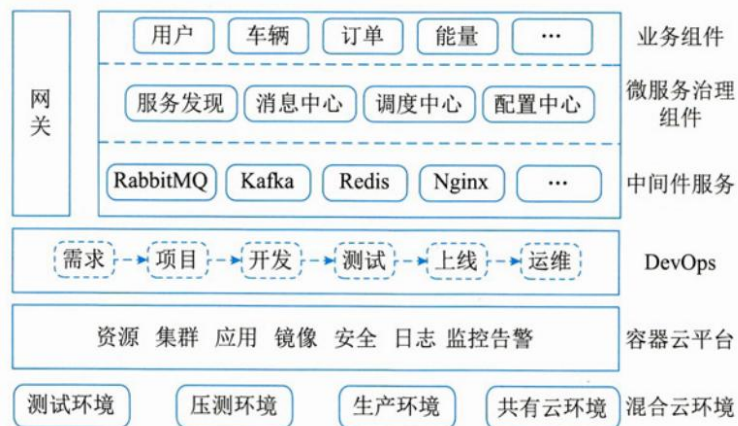 用户 车辆 订单 能量 … 业务组件
网关
服务发现 消息中心 调度中心 配置中心 微服务治理组件
RabbitMQ Kafka Redis Nginx … 中间件服务
需求 项目 开发 测试 上线 运维 DevOps
资源 集群 应用 镜像 安全 日志 监控告警 容器云平台
测试环境 压测环境 生产环境 共有云环境 混合云环境